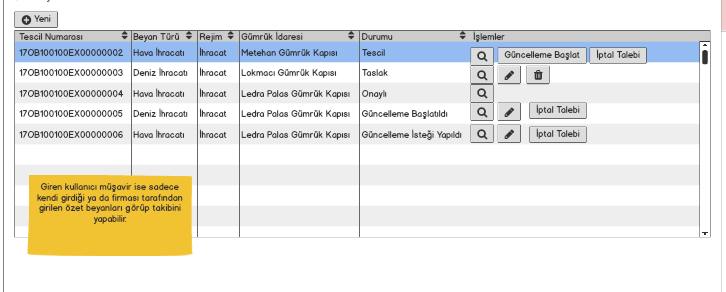 Yeni
Tescil Numarası Beyan Türü Rejim Gümrük İdaresi Durumu İşlemler
17OB100100EX00000002 Hava İhracatı İhracat Metehan Gümrük Kapısı Tescil Güncelleme Başlat İptal Talebi
17OB100100EX00000003 Deniz İhracatı İhracat Lokmacı Gümrük Kapısı Taslak
17OB100100EX00000004 Hava İhracatı İhracat Ledra Palas Gümrük Kapısı Onaylı
17OB100100EX00000005 Deniz İhracatı İhracat Ledra Palas Gümrük Kapısı Güncelleme Başlatıldı İptal Talebi
17OB100100EX00000006 Hava İhracatı İhracat Ledra Palas Gümrük Kapısı Güncelleme İsteği Yapıldı İptal Talebi
Giren kullanıcı müşavir ise sadece
kendi girdiği ya da firması tarafından
girilen özet beyanları görüp takibini
yapabilir.